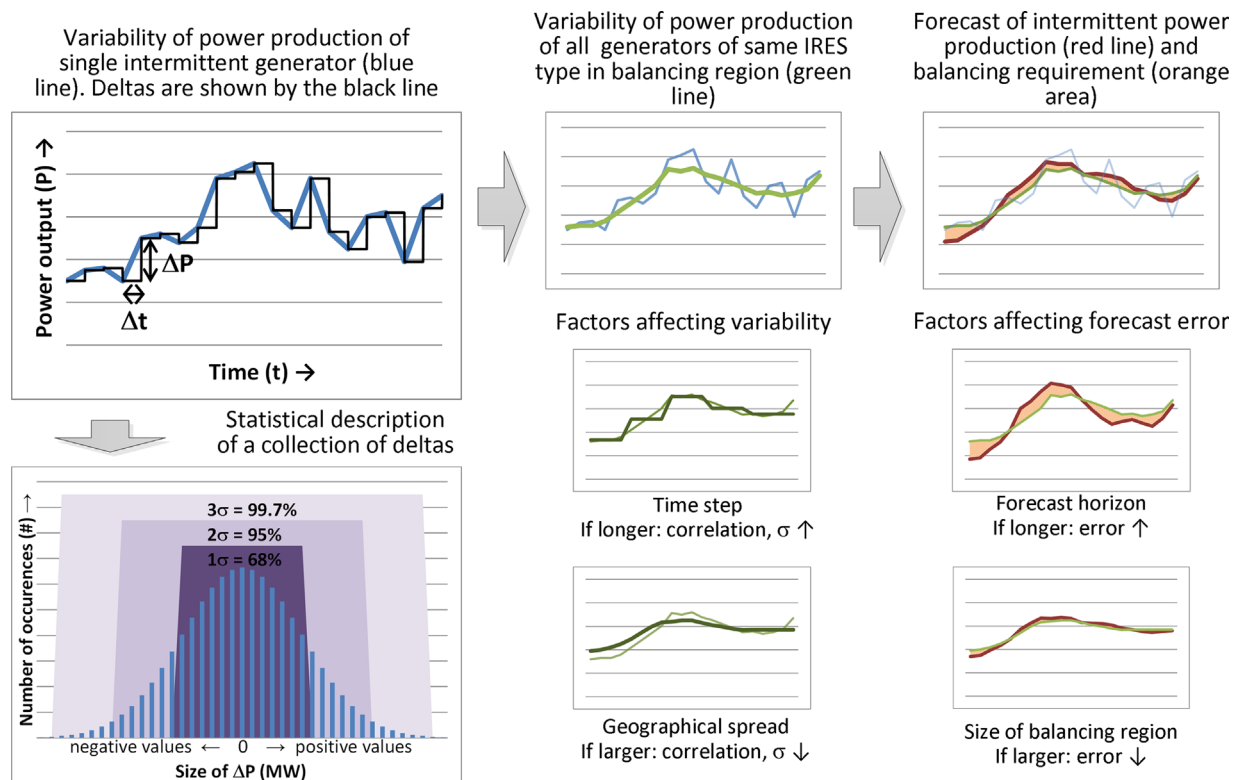 Variability of power production of
single intermittent generator (blue
line). Deltas are shown by the black line
Power output (P) →
ΔP
Δt
Time (t) →
Statistical description
of a collection of deltas
Number of occurences (#) →
3σ = 99.7%
2σ = 95%
1σ = 68%
negative values ← 0 → positive values
Size of ΔP (MW)
Variability of power production
of all generators of same IRES
type in balancing region (green
line)
Factors affecting variability
Time step
If longer: correlation, σ ↑
Geographical spread
If larger: correlation, σ ↓
Forecast of intermittent power
production (red line) and
balancing requirement (orange
area)
Factors affecting forecast error
Forecast horizon
If longer: error ↑
Size of balancing region
If larger: error ↓